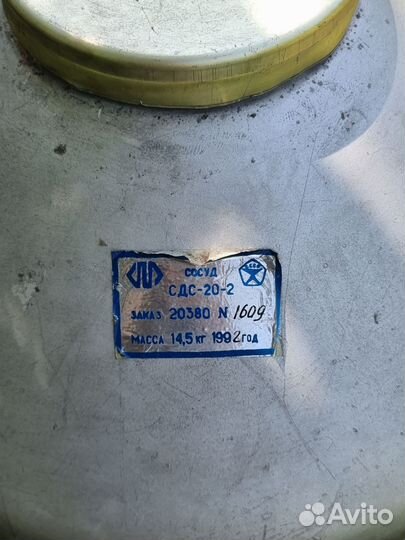 СОСУД
СДС-20-2
ЗАКАЗ 20380 N 1609
МАССА 14,5 кг 1992 ГОД
Avito